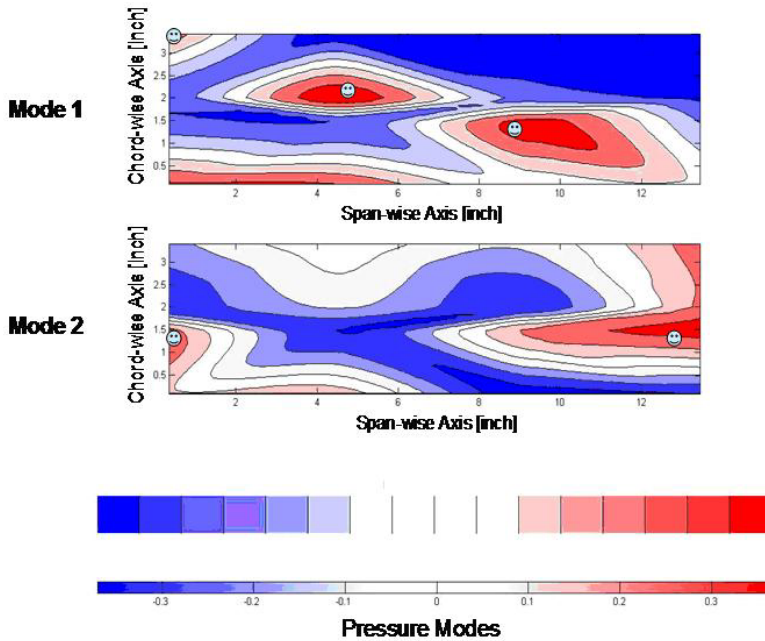 Mode 1
Chord-wise Axis [Inch]
3
2.5
2
1.5
1
0.5
2 4 6 8 10 12
Span-wise Axis [inch]
Mode 2
Chord-wise Axis [Inch]
3
2.5
2
1.5
1
0.5
2 4 6 8 10 12
Span-wise Axis [inch]
-0.3 -0.2 -0.1 0 0.1 0.2 0.3
Pressure Modes